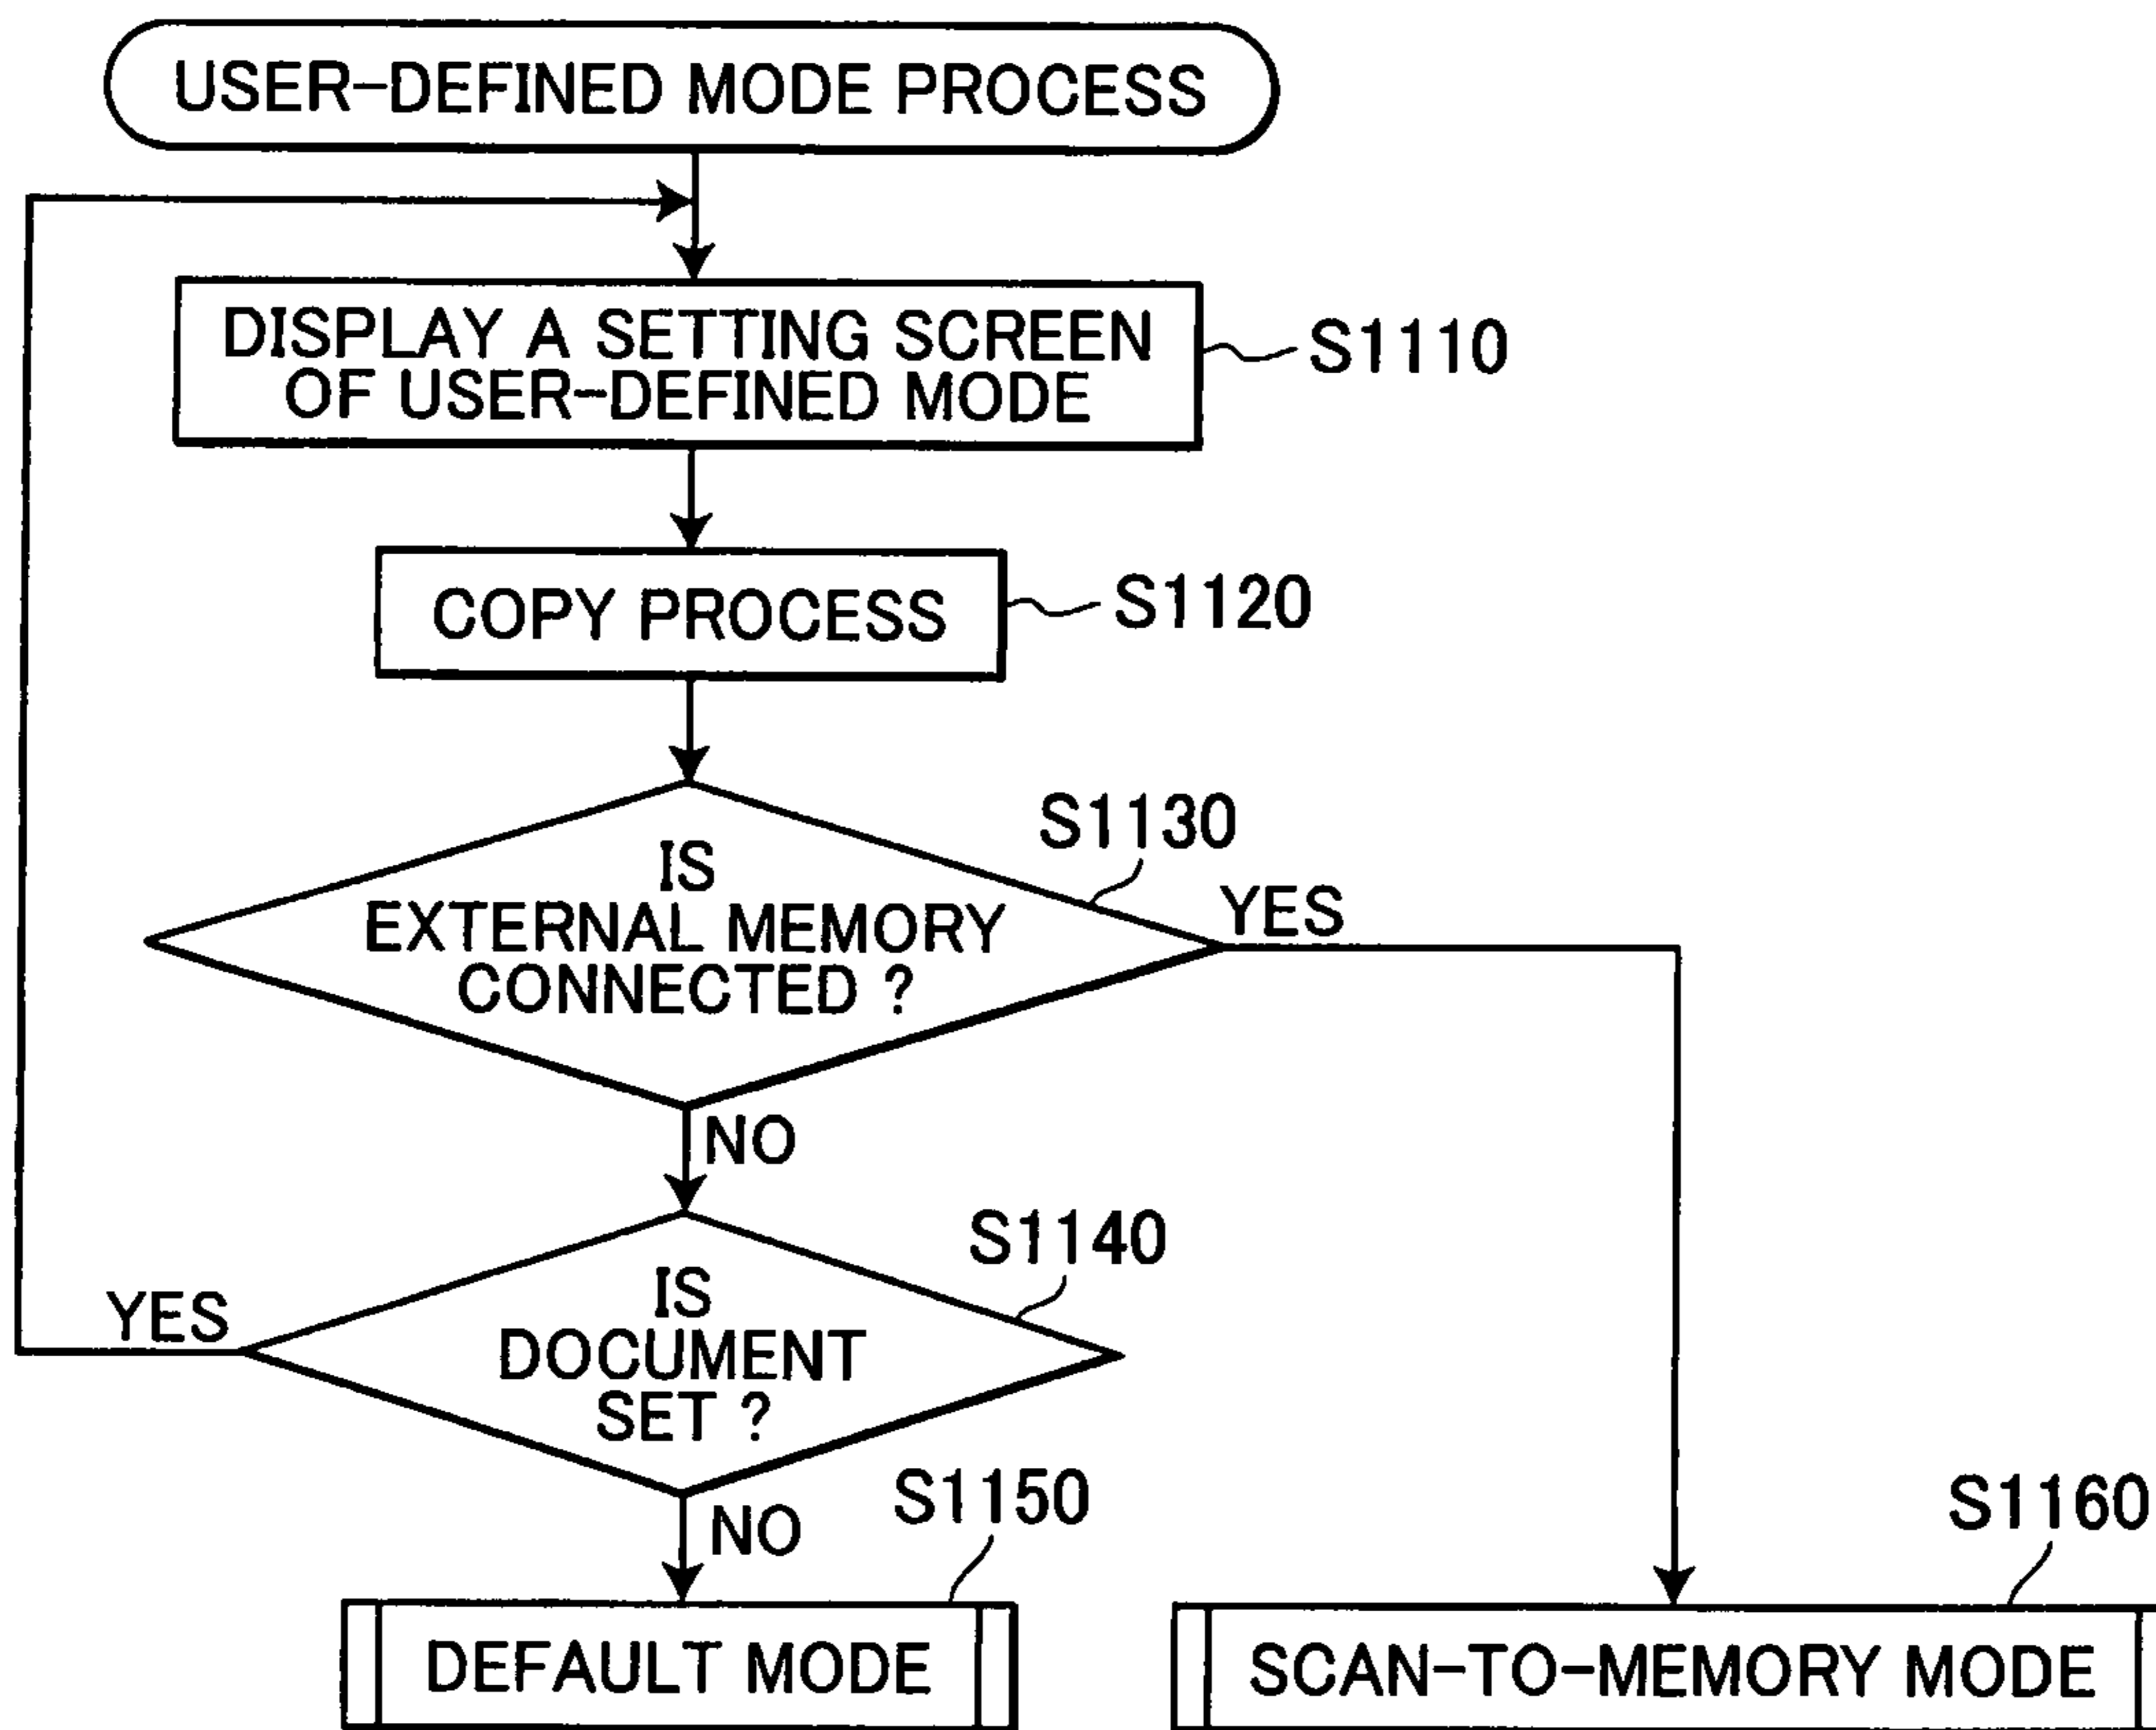 USER-DEFINED MODE PROCESS
DISPLAY A SETTING SCREEN
OF USER-DEFINED MODE
S1110
COPY PROCESS
S1120
IS
EXTERNAL MEMORY
CONNECTED ?
S1130
YES
NO
IS
DOCUMENT
SET ?
S1140
YES
NO
S1150
DEFAULT MODE
S1160
SCAN-TO-MEMORY MODE